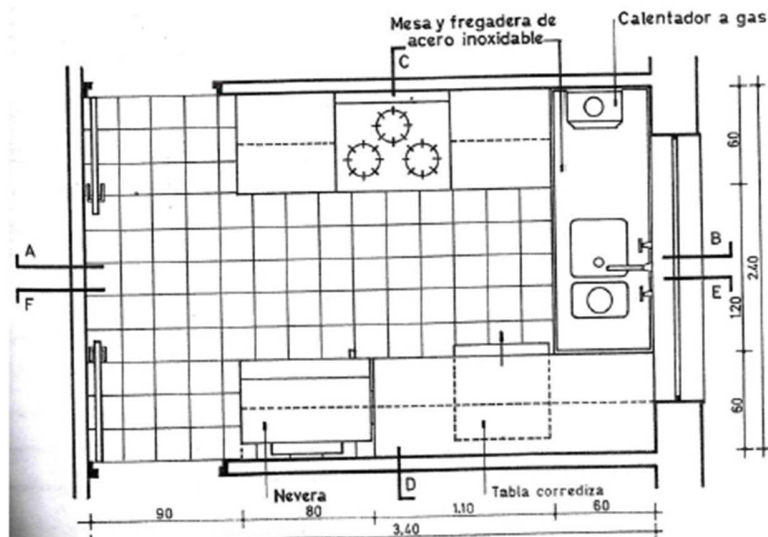 Mesa y fregadera de
acero inoxidable
Calentador a gas
C
60
A
B
F
E
2.40
120
60
D
Nevera
Tabla corrediza
90
80
1.10
60
3.40